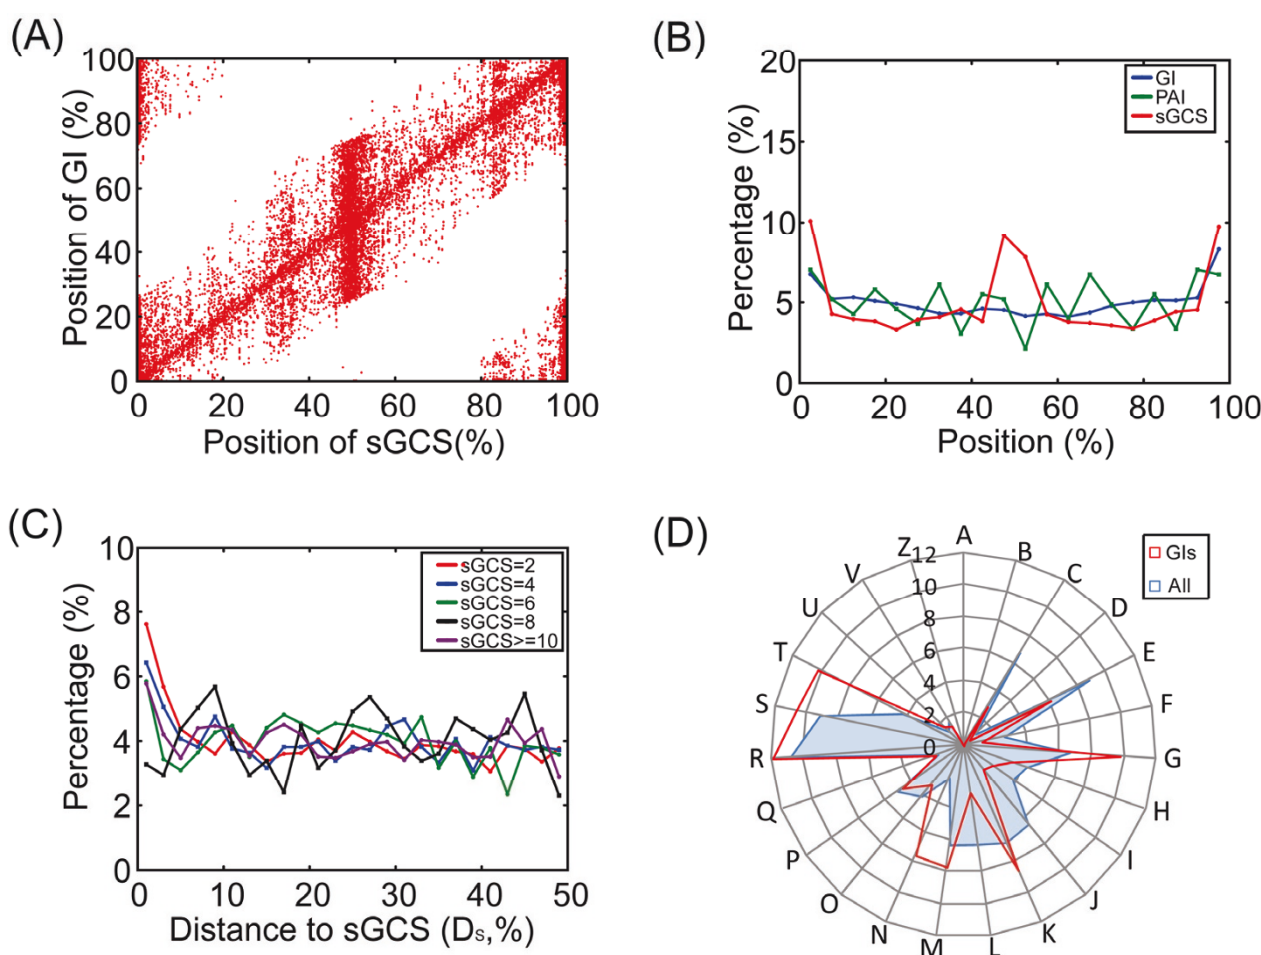 (A)
Position of GI (%)
100
80
60
40
20
0
0 20 40 60 80 100
Position of sGCS(%)
(B)
Percentage (%)
20
15
10
5
0
GI
PAI
sGCS
0 20 40 60 80 100
Position (%)
(C)
Percentage (%)
10
8
6
4
2
0
sGCS=2
sGCS=4
sGCS=6
sGCS=8
sGCS>=10
0 10 20 30 40 50
Distance to sGCS (Ds,%)
(D)
A
B
C
D
E
F
G
H
I
J
K
L
M
N
O
P
Q
R
S
T
U
V
Z
12
10
8
6
4
2
0
GIs
All